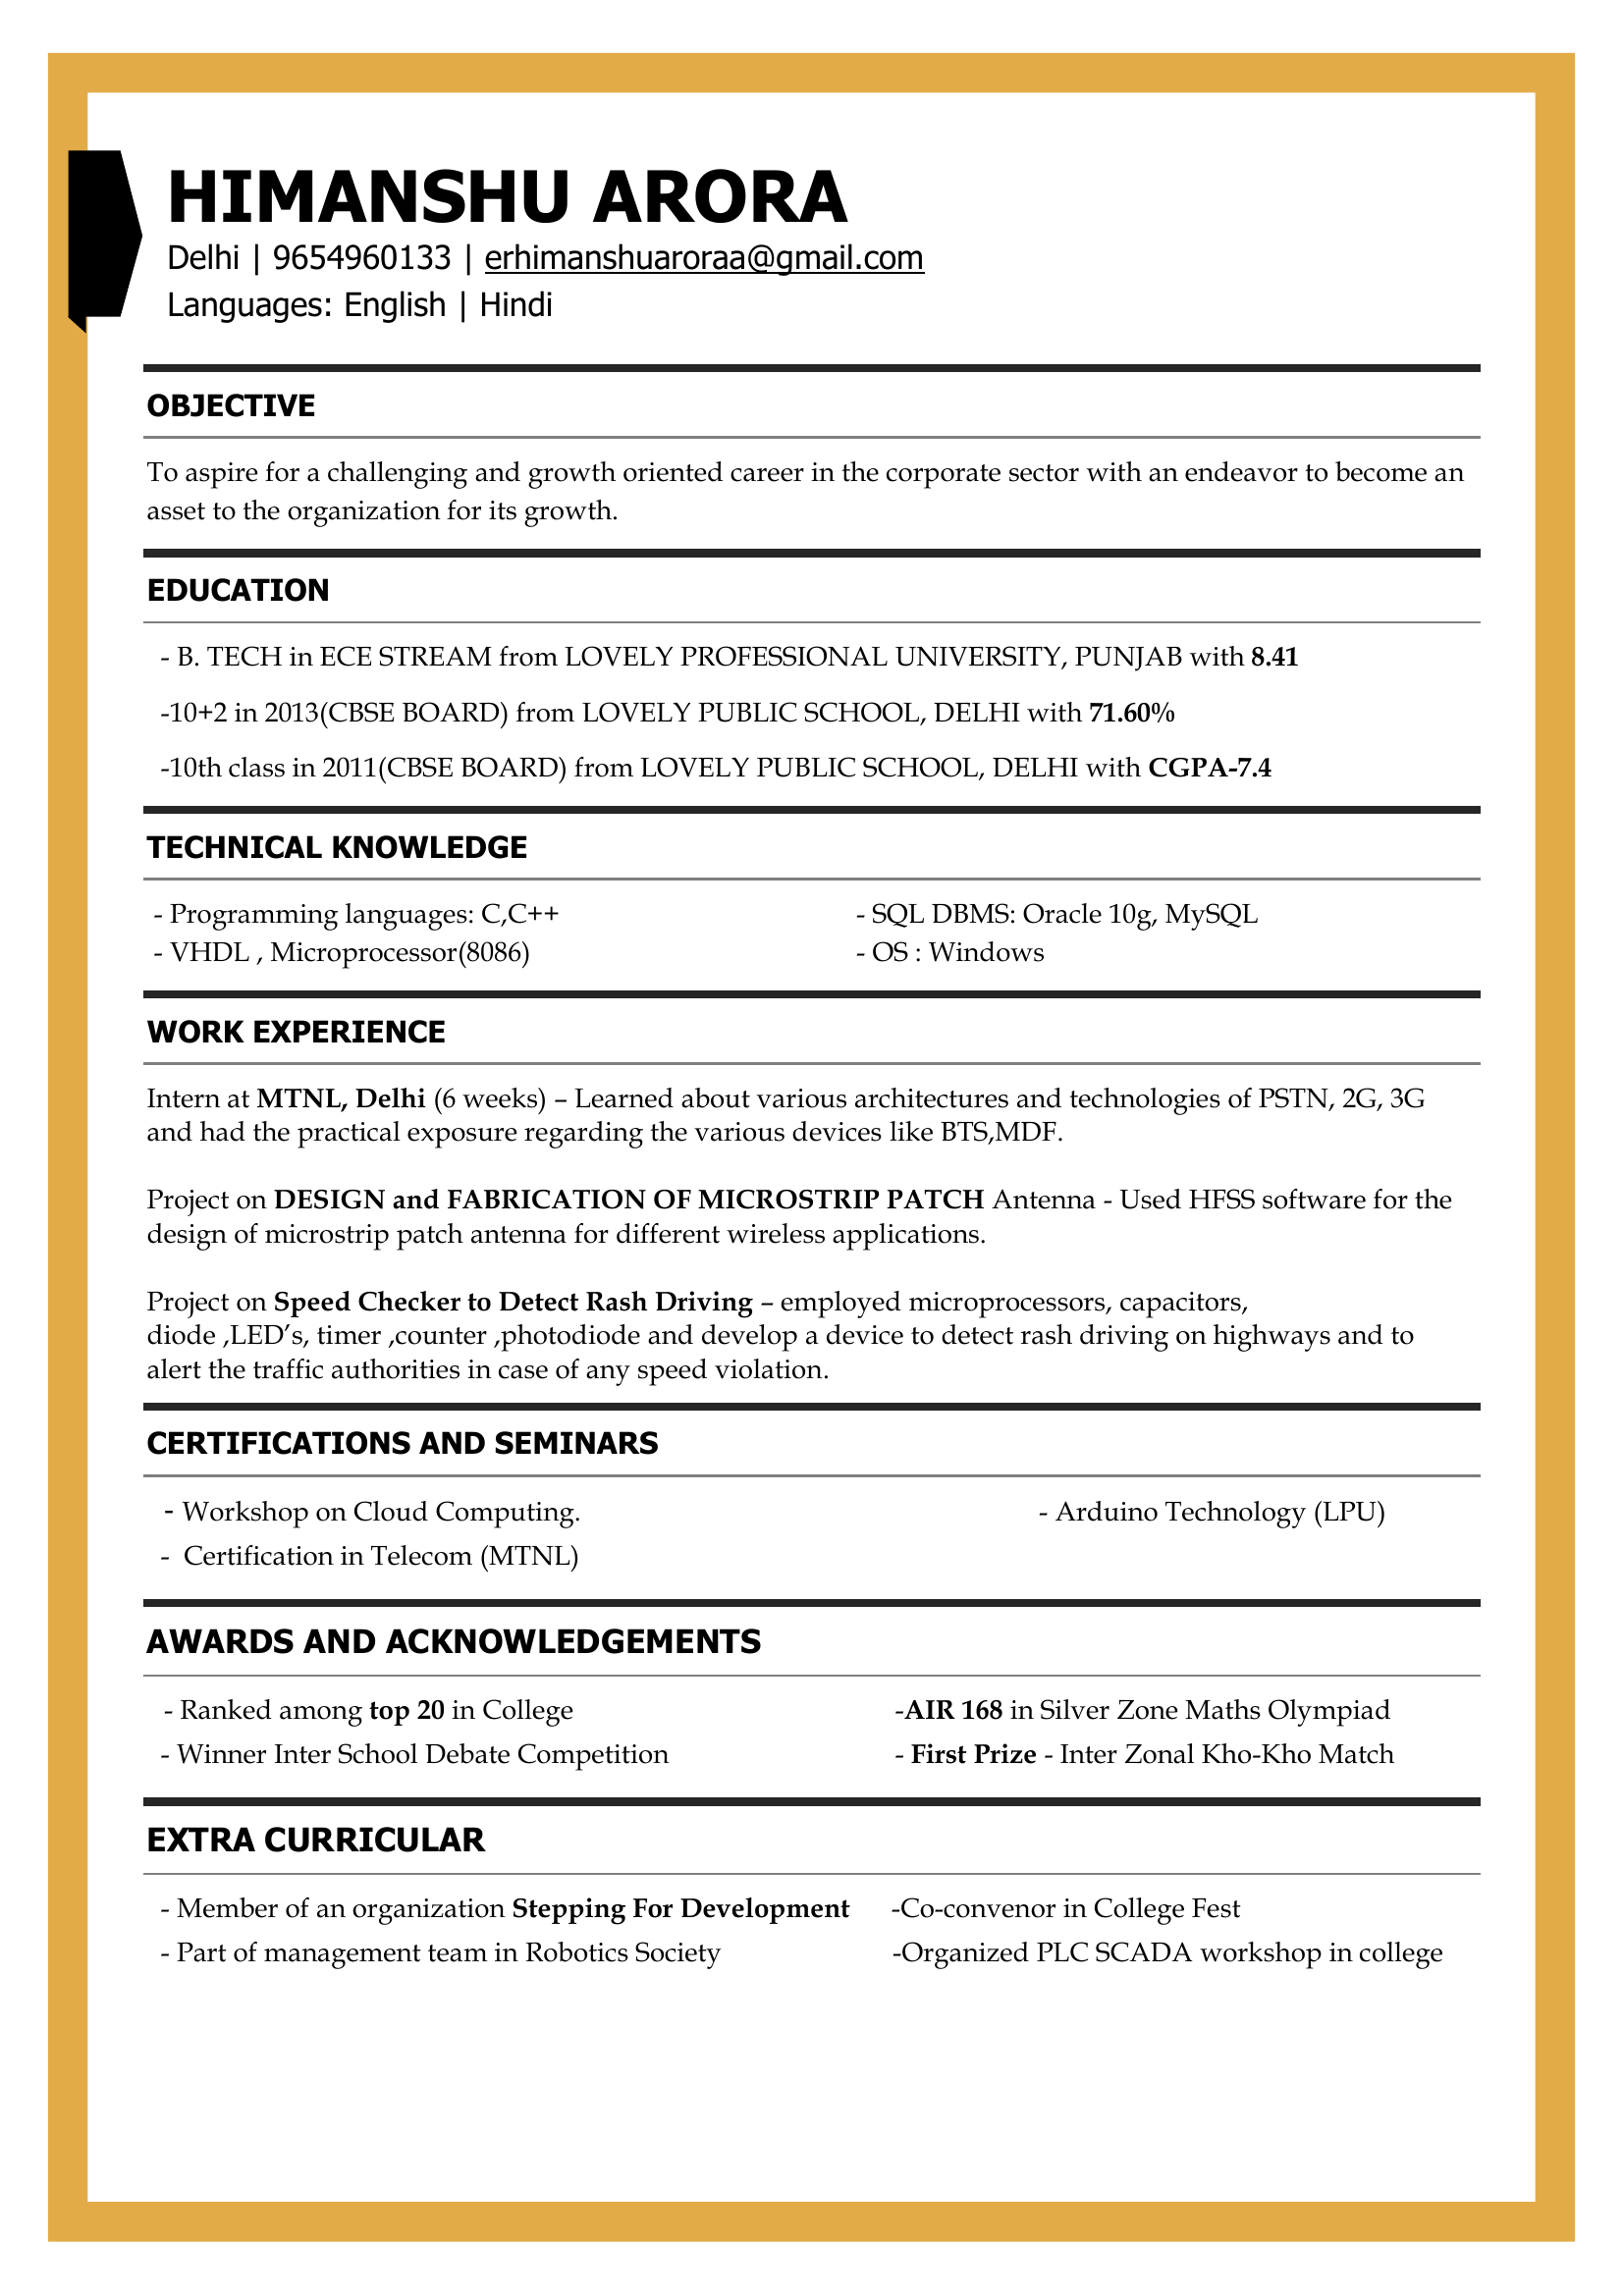 HIMANSHU ARORA
Delhi | 9654960133 | erhimanshuaroraa@gmail.com
Languages: English | Hindi
OBJECTIVE
To aspire for a challenging and growth oriented career in the corporate sector with an endeavor to become an
asset to the organization for its growth.
EDUCATION
- B. TECH in ECE STREAM from LOVELY PROFESSIONAL UNIVERSITY, PUNJAB with 8.41
-10+2 in 2013(CBSE BOARD) from LOVELY PUBLIC SCHOOL, DELHI with 71.60%
-10th class in 2011(CBSE BOARD) from LOVELY PUBLIC SCHOOL, DELHI with CGPA-7.4
TECHNICAL KNOWLEDGE
- Programming languages: C,C++
- VHDL , Microprocessor(8086)
- SQL DBMS: Oracle 10g, MySQL
- OS : Windows
WORK EXPERIENCE
Intern at MTNL, Delhi (6 weeks) – Learned about various architectures and technologies of PSTN, 2G, 3G
and had the practical exposure regarding the various devices like BTS,MDF.
Project on DESIGN and FABRICATION OF MICROSTRIP PATCH Antenna - Used HFSS software for the
design of microstrip patch antenna for different wireless applications.
Project on Speed Checker to Detect Rash Driving – employed microprocessors, capacitors,
diode ,LED’s, timer ,counter ,photodiode and develop a device to detect rash driving on highways and to
alert the traffic authorities in case of any speed violation.
CERTIFICATIONS AND SEMINARS
- Workshop on Cloud Computing.
- Arduino Technology (LPU)
- Certification in Telecom (MTNL)
AWARDS AND ACKNOWLEDGEMENTS
- Ranked among top 20 in College
-AIR 168 in Silver Zone Maths Olympiad
- Winner Inter School Debate Competition
- First Prize - Inter Zonal Kho-Kho Match
EXTRA CURRICULAR
- Member of an organization Stepping For Development
-Co-convenor in College Fest
- Part of management team in Robotics Society
-Organized PLC SCADA workshop in college